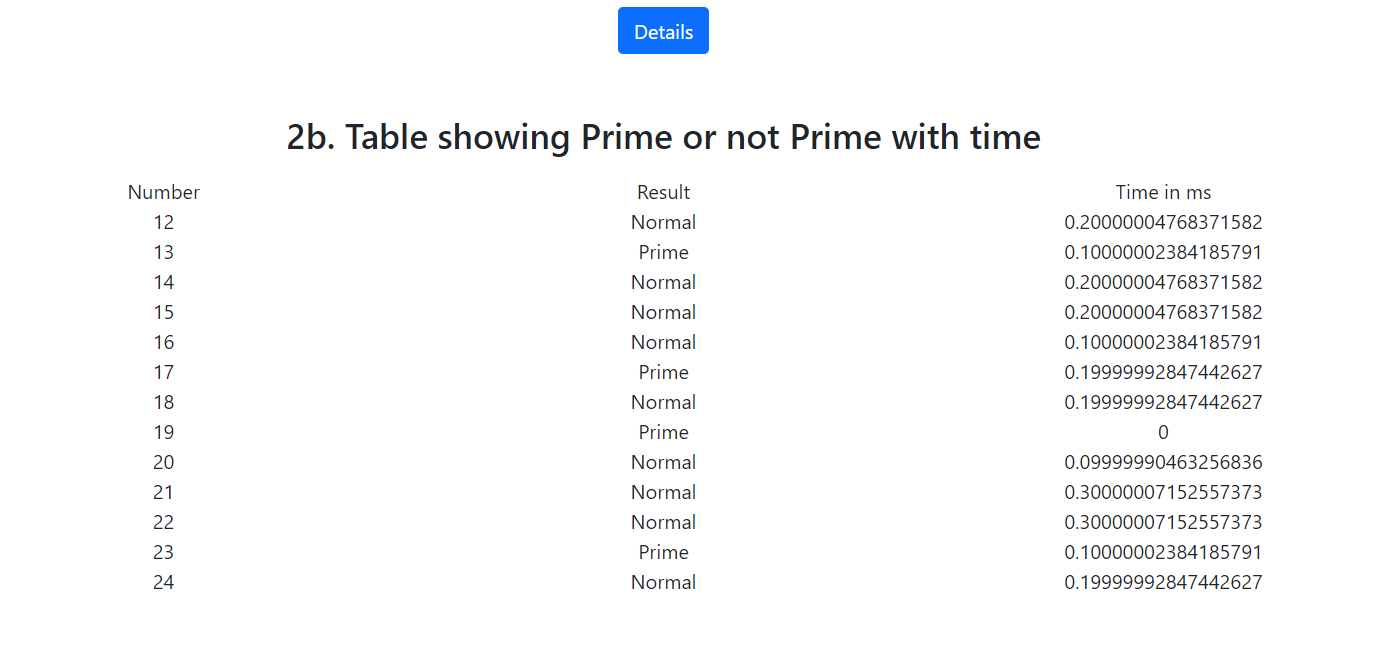 Details
2b. Table showing Prime or not Prime with time
Number Result Time in ms
12 Normal 0.20000004768371582
13 Prime 0.10000002384185791
14 Normal 0.20000004768371582
15 Normal 0.20000004768371582
16 Normal 0.10000002384185791
17 Prime 0.19999992847442627
18 Normal 0.19999992847442627
19 Prime 0
20 Normal 0.09999990463256836
21 Normal 0.30000007152557373
22 Normal 0.30000007152557373
23 Prime 0.10000002384185791
24 Normal 0.19999992847442627